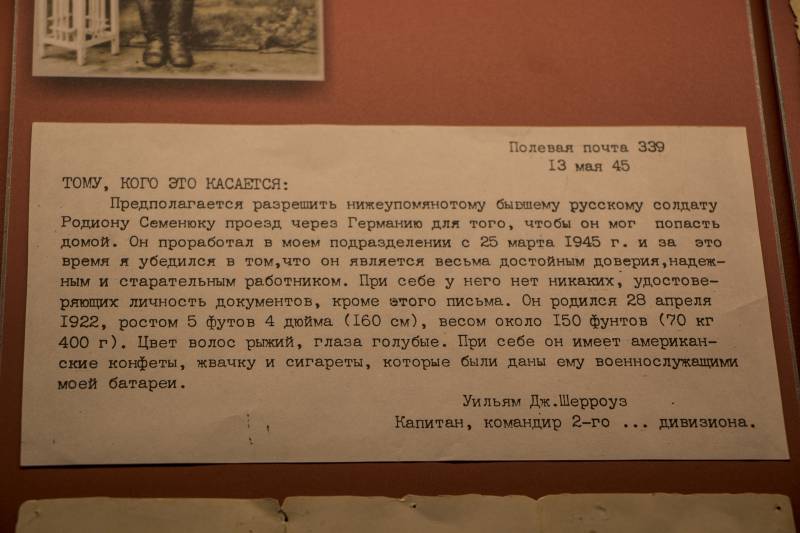 Полевая почта 339
13 мая 45
ТОМУ, КОГО ЭТО КАСАЕТСЯ:
Предполагается разрешить нижеупомянотому бывшему русскому солдату
Родиону Семенюку проезд через Германию для того, чтобы он мог попасть
домой. Он проработал в моем подразделении с 25 марта 1945 г. и за это
время я убедился в том,что он является весьма достойным доверия,надеж-
ным и старательным работником. При себе у него нет никаких, удостове-
ряющих личность документов, кроме этого письма. Он родился 28 апреля
1922, ростом 5 футов 4 дюйма (160 см), весом около 150 фунтов (70 кг
400 г). Цвет волос рыжий, глаза голубые. При себе он имеет американ-
ские конфеты, жвачку и сигареты, которые были даны ему военнослужащими
моей батареи.
Уильям Дж.Шерроуз
Капитан, командир 2-го ... дивизиона.